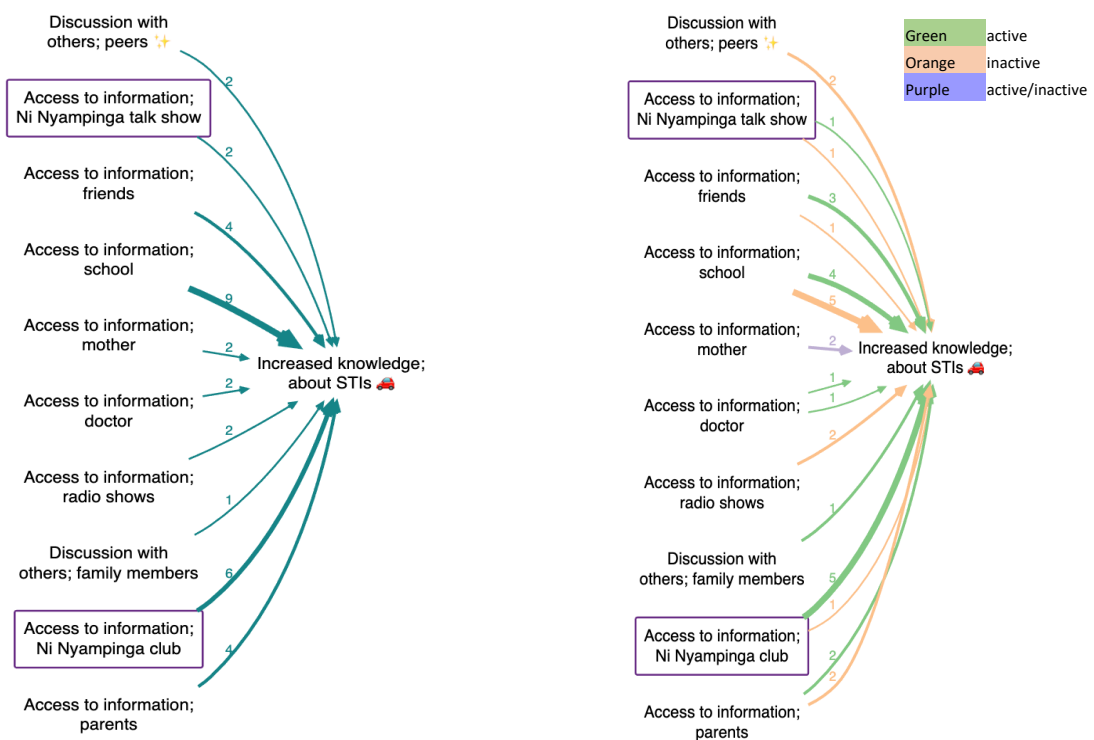 Discussion with
others; peers ✨
2
Access to information;
Ni Nyampinga talk show
2
Access to information;
friends
4
Access to information;
school
9
Access to information;
mother
2
Increased knowledge;
about STIs 🚗
2
Access to information;
doctor
2
Access to information;
radio shows
1
Discussion with
others; family members
6
Access to information;
Ni Nyampinga club
4
Access to information;
parents
Discussion with
others; peers ✨
2
Access to information;
Ni Nyampinga talk show
1
1
Access to information;
friends
3
1
Access to information;
school
4
5
Access to information;
mother
2
Increased knowledge;
about STIs 🚗
1
1
Access to information;
doctor
2
Access to information;
radio shows
1
Discussion with
others; family members
5
1
Access to information;
Ni Nyampinga club
2
2
Access to information;
parents
Green active
Orange inactive
Purple active/inactive